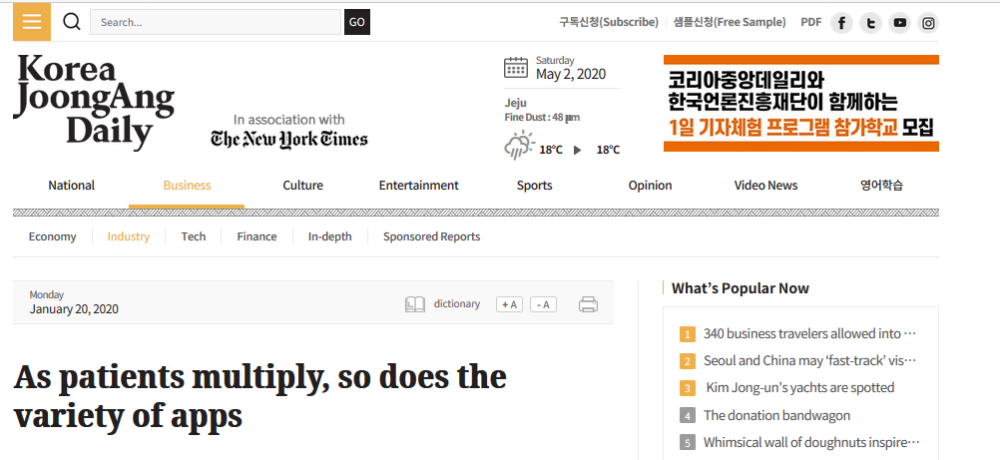 Search...
GO
구독신청(Subscribe)
샘플신청(Free Sample)
PDF
Korea
JoongAng
Daily
In association with
The New York Times
Saturday
May 2, 2020
Jeju
Fine Dust : 48 ㎛
18℃ ▶ 18℃
코리아중앙데일리와
한국언론진흥재단이 함께하는
1일 기자체험 프로그램 참가학교 모집
National Business Culture Entertainment Sports Opinion Video News 영어학습
Economy Industry Tech Finance In-depth Sponsored Reports
Monday
January 20, 2020
dictionary
+ A
- A
As patients multiply, so does the
variety of apps
What's Popular Now
1 340 business travelers allowed into ···
2 Seoul and China may ‘fast-track’ vis···
3 Kim Jong-un’s yachts are spotted
4 The donation bandwagon
5 Whimsical wall of doughnuts inspire···